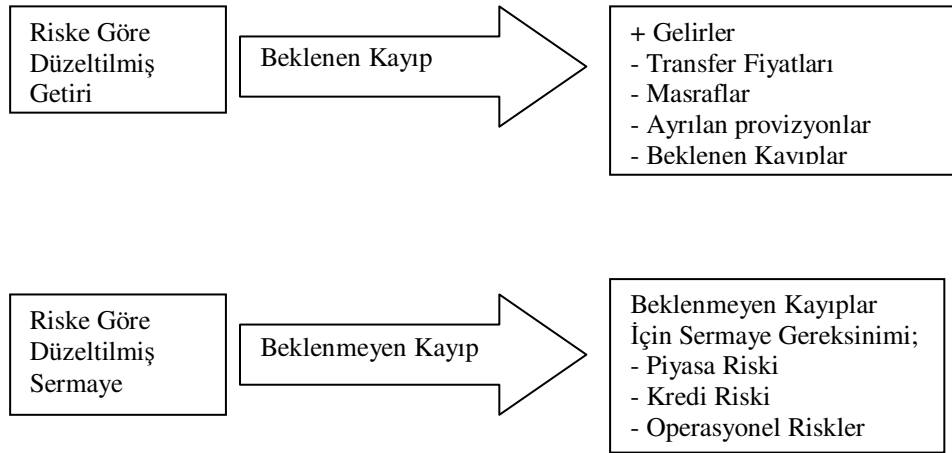 Riske Göre
Düzeltilmiş
Getiri
Beklenen Kayıp
+ Gelirler
- Transfer Fiyatları
- Masraflar
- Ayrılan provizyonlar
- Beklenen Kayıplar
Riske Göre
Düzeltilmiş
Sermaye
Beklenmeyen Kayıp
Beklenmeyen Kayıplar
İçin Sermaye Gereksinimi;
- Piyasa Riski
- Kredi Riski
- Operasyonel Riskler